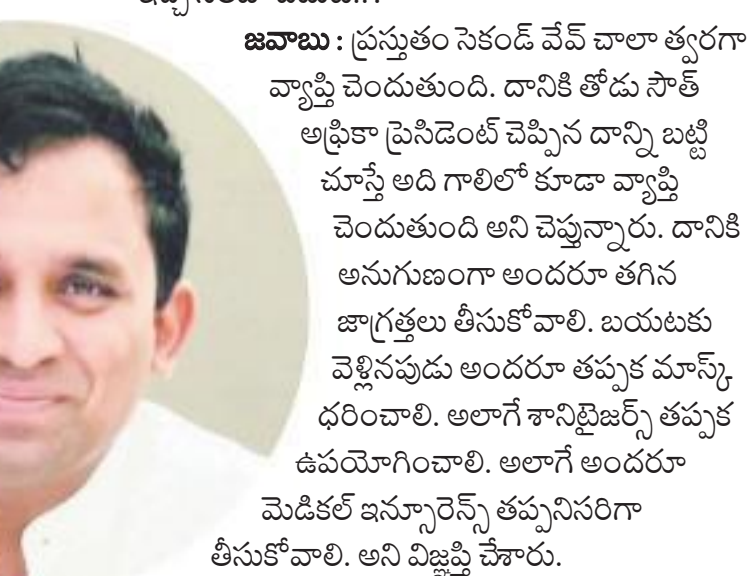 జవాబు : ప్రస్తుతం సెకండ్ వేవ్ చాలా త్వరగా
వ్యాప్తి చెందుతుంది. దానికి తోడు సౌత్
అఫ్రికా ప్రెసిడెంట్ చెప్పిన దాన్ని బట్టి
చూస్తే అది గాలిలో కూడా వ్యాప్తి
చెందుతుంది అని చెప్తున్నారు. దానికి
అనుగుణంగా అందరూ తగిన
జాగ్రత్తలు తీసుకోవాలి. బయటకు
వెళ్లినపుడు అందరూ తప్పక మాస్క్
ధరించాలి. అలాగే శానిటైజర్స్ తప్పక
ఉపయోగించాలి. అలాగే అందరూ
మెడికల్ ఇన్సూరెన్స్ తప్పనిసరిగా
తీసుకోవాలి. అని విజ్ఞప్తి చేశారు.